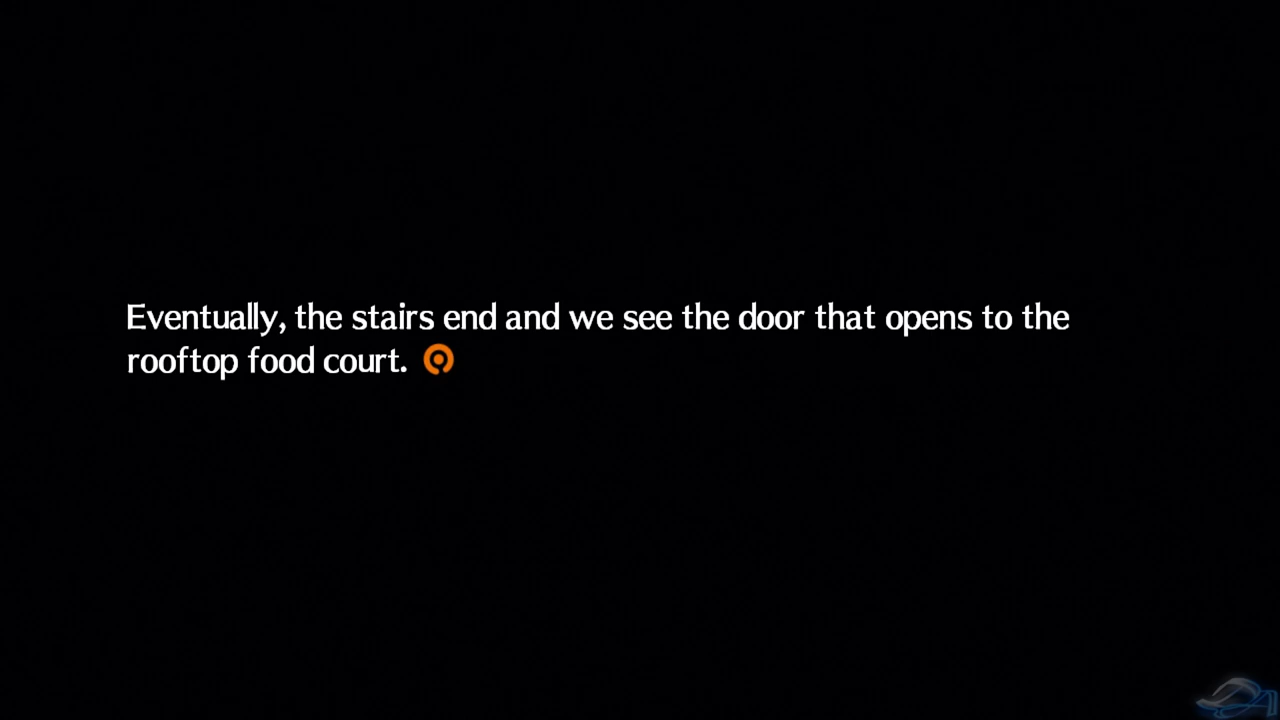 Eventually, the stairs end and we see the door that opens to the
rooftop food court.